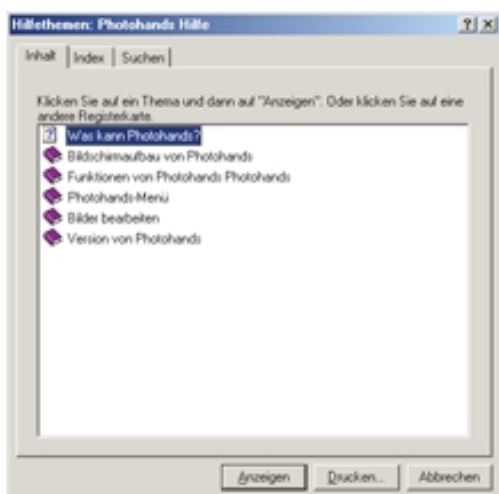 Hilfethemen: Photohands Hilfe
Inhalt Index Suchen
Klicken Sie auf ein Thema und dann auf "Anzeigen". Oder klicken Sie auf eine
andere Registerkarte.
Was kann Photohands?
Bildschirmaufbau von Photohands
Funktionen von Photohands Photohands
Photohands-Menü
Bilder bearbeiten
Version von Photohands
Anzeigen Drucken... Abbrechen